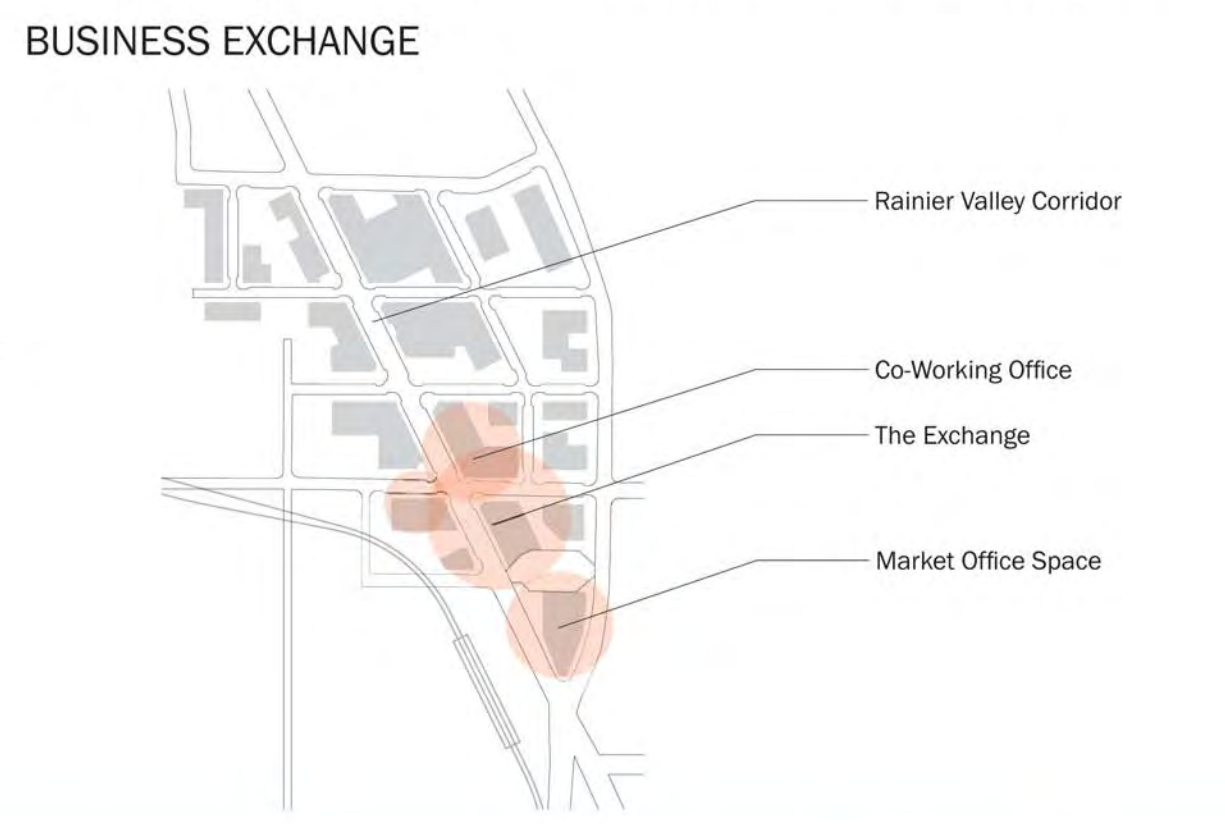 BUSINESS EXCHANGE
Rainier Valley Corridor
Co-Working Office
The Exchange
Market Office Space